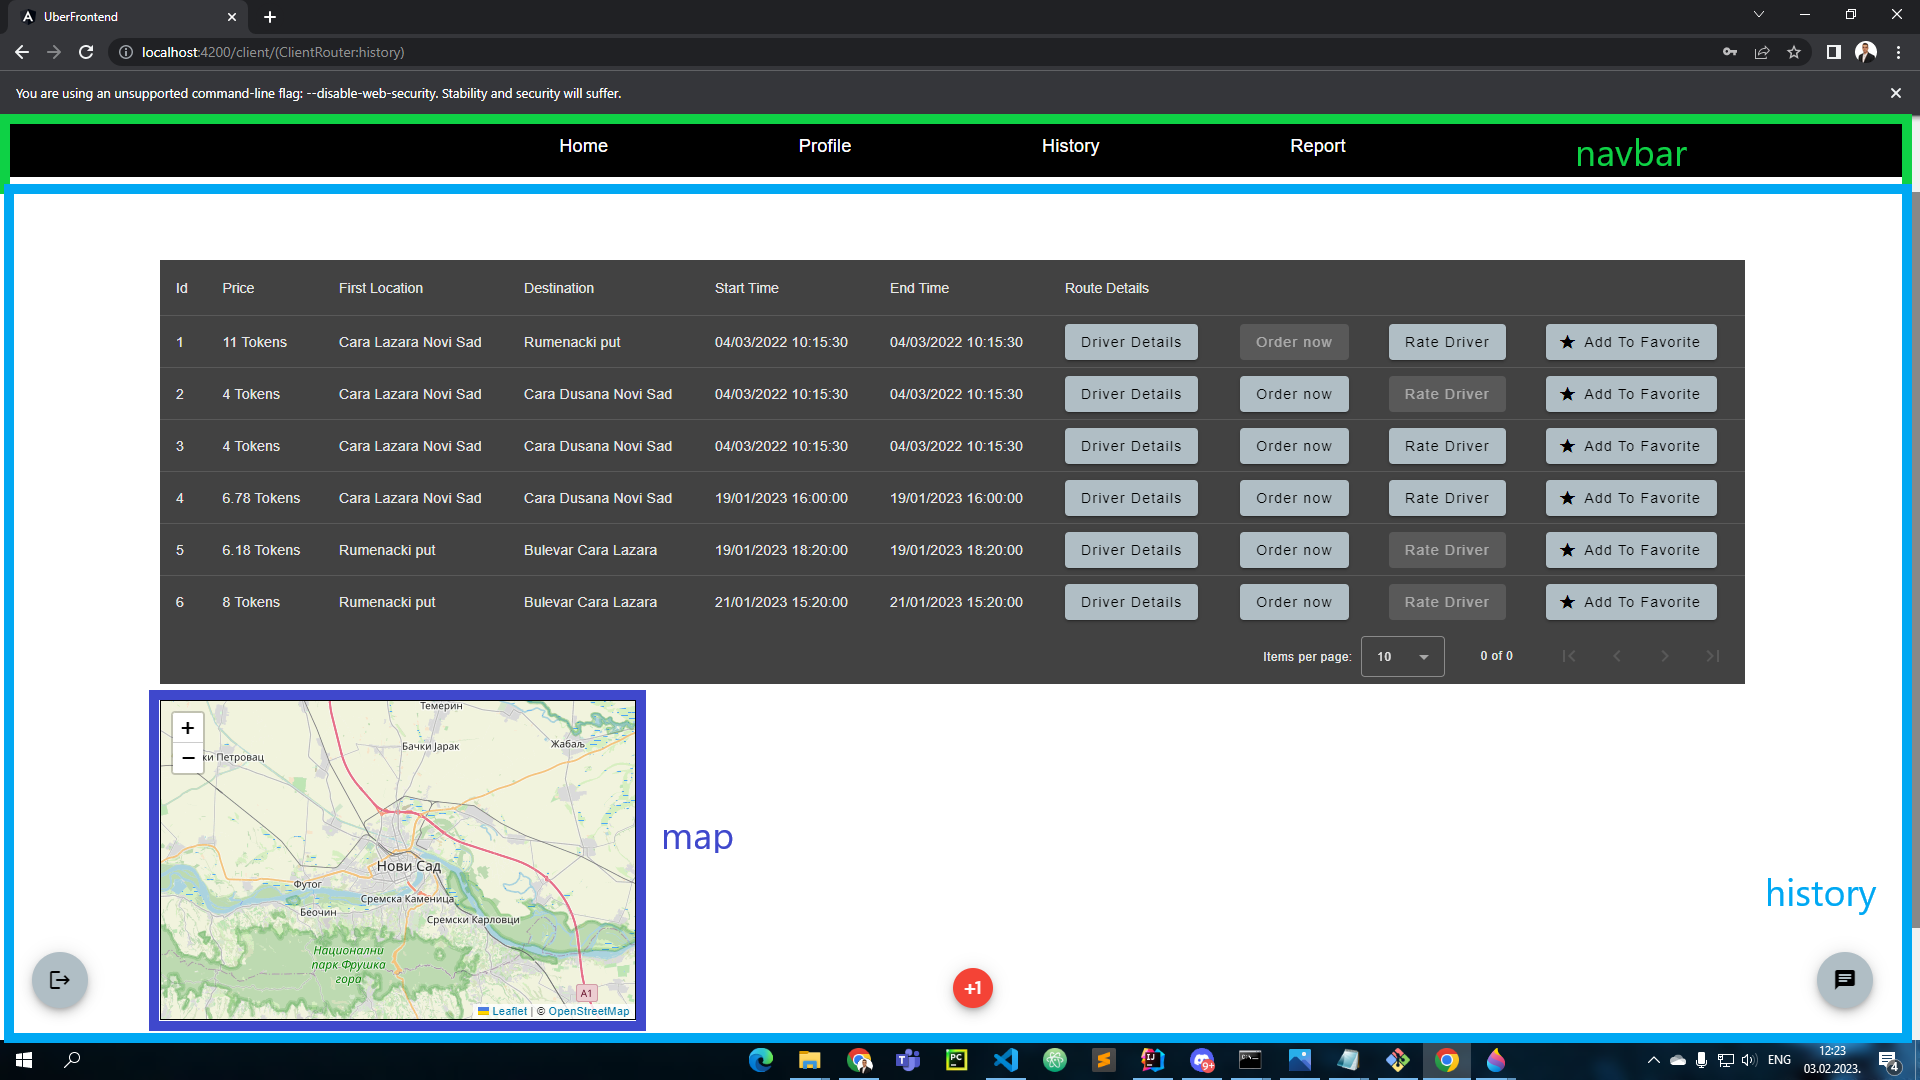 UberFrontend
localhost:4200/client/(ClientRouter:history)
You are using an unsupported command-line flag: --disable-web-security. Stability and security will suffer.
Home Profile History Report navbar
Id Price First Location Destination Start Time End Time Route Details
1 11 Tokens Cara Lazara Novi Sad Rumenacki put 04/03/2022 10:15:30 04/03/2022 10:15:30 Driver Details Order now Rate Driver Add To Favorite
2 4 Tokens Cara Lazara Novi Sad Cara Dusana Novi Sad 04/03/2022 10:15:30 04/03/2022 10:15:30 Driver Details Order now Rate Driver Add To Favorite
3 4 Tokens Cara Lazara Novi Sad Cara Dusana Novi Sad 04/03/2022 10:15:30 04/03/2022 10:15:30 Driver Details Order now Rate Driver Add To Favorite
4 6.78 Tokens Cara Lazara Novi Sad Cara Dusana Novi Sad 19/01/2023 16:00:00 19/01/2023 16:00:00 Driver Details Order now Rate Driver Add To Favorite
5 6.18 Tokens Rumenacki put Bulevar Cara Lazara 19/01/2023 18:20:00 19/01/2023 18:20:00 Driver Details Order now Rate Driver Add To Favorite
6 8 Tokens Rumenacki put Bulevar Cara Lazara 21/01/2023 15:20:00 21/01/2023 15:20:00 Driver Details Order now Rate Driver Add To Favorite
Items per page: 10 0 of 0
Темерин
+
Бачки Јарак
Жабаљ
−
ки Петровац
map
Нови Сад
Футог
Сремска Каменица
Беочин
Сремски Карловци
history
Национални
парк Фрушка
гора
A1
Leaflet | © OpenStreetMap
+1
PC
IJ
9+
ENG
12:23
03.02.2023.
4